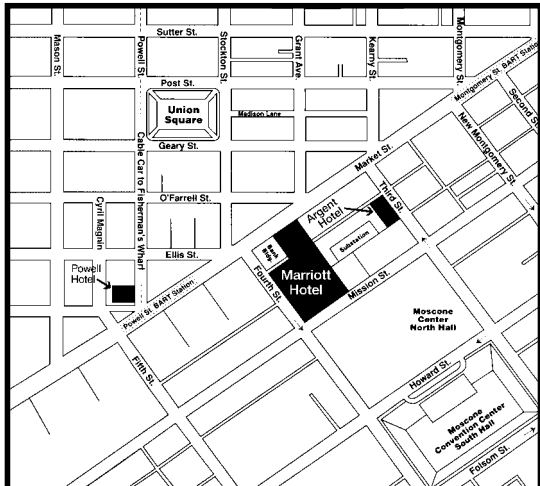 Sutter St.
Mason St.
Powell St.
Stockton St.
Grant Ave.
Kearny St.
Montgomery St.
Montgomery St. BART Station
Second St.
Post St.
Union
Square
Madison Lane
New Montgomery St.
Geary St.
Market St.
Cable Car to Fisherman's Wharf
Third St.
O'Farrell St.
Cyril Magnin
Argent
Hotel
Substation
Bank
Bldg.
Ellis St.
Powell
Hotel
Marriott
Hotel
Mission St.
Fourth St.
Powell St. BART Station
Moscone
Center
North Hall
Fifth St.
Howard St.
Moscone
Convention Center
South Hall
Folsom St.